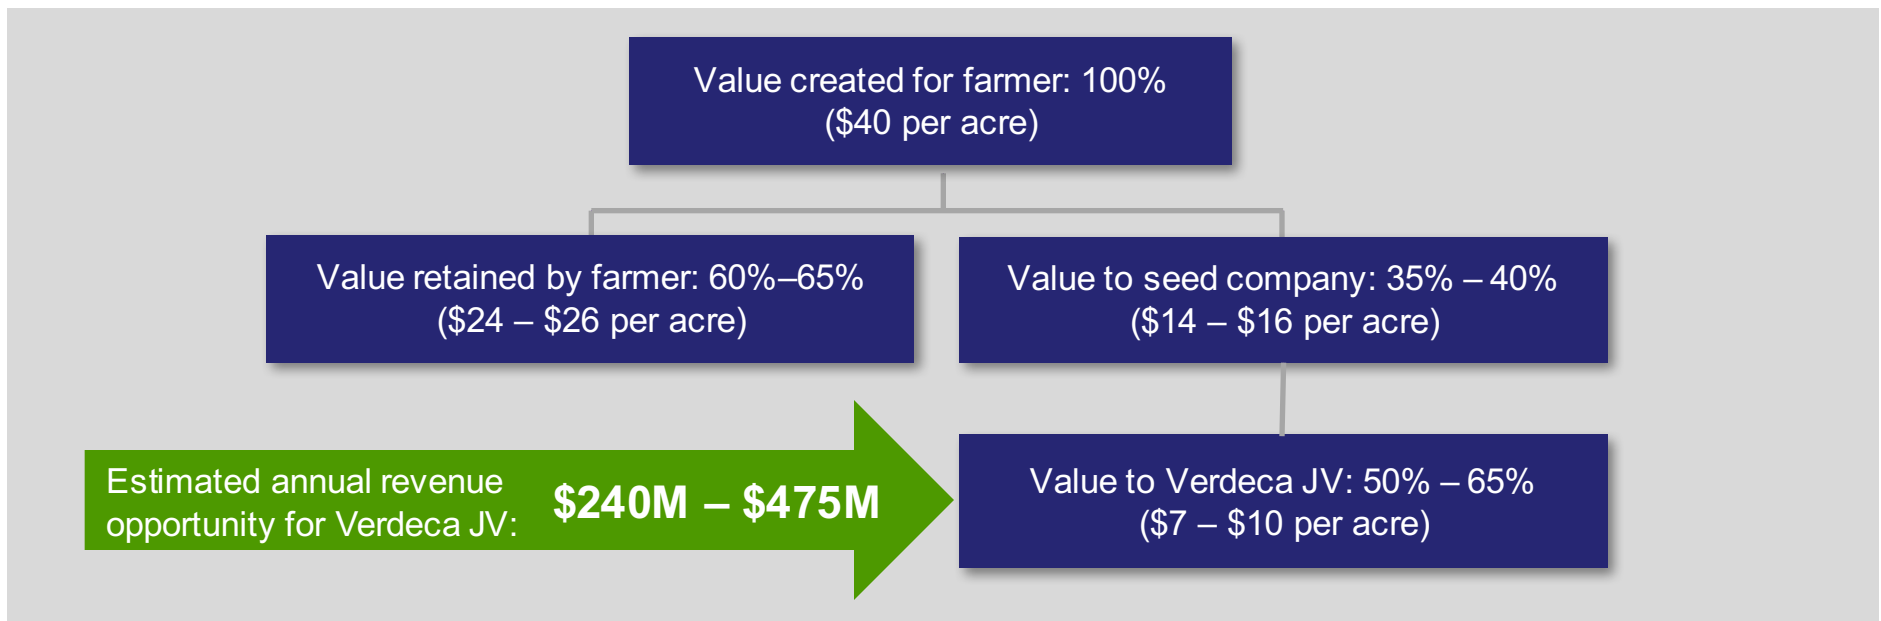 Value created for farmer: 100%
($40 per acre)
Value retained by farmer: 60%–65%
($24 – $26 per acre)
Value to seed company: 35% – 40%
($14 – $16 per acre)
Estimated annual revenue
opportunity for Verdeca JV:
$240M – $475M
Value to Verdeca JV: 50% – 65%
($7 – $10 per acre)